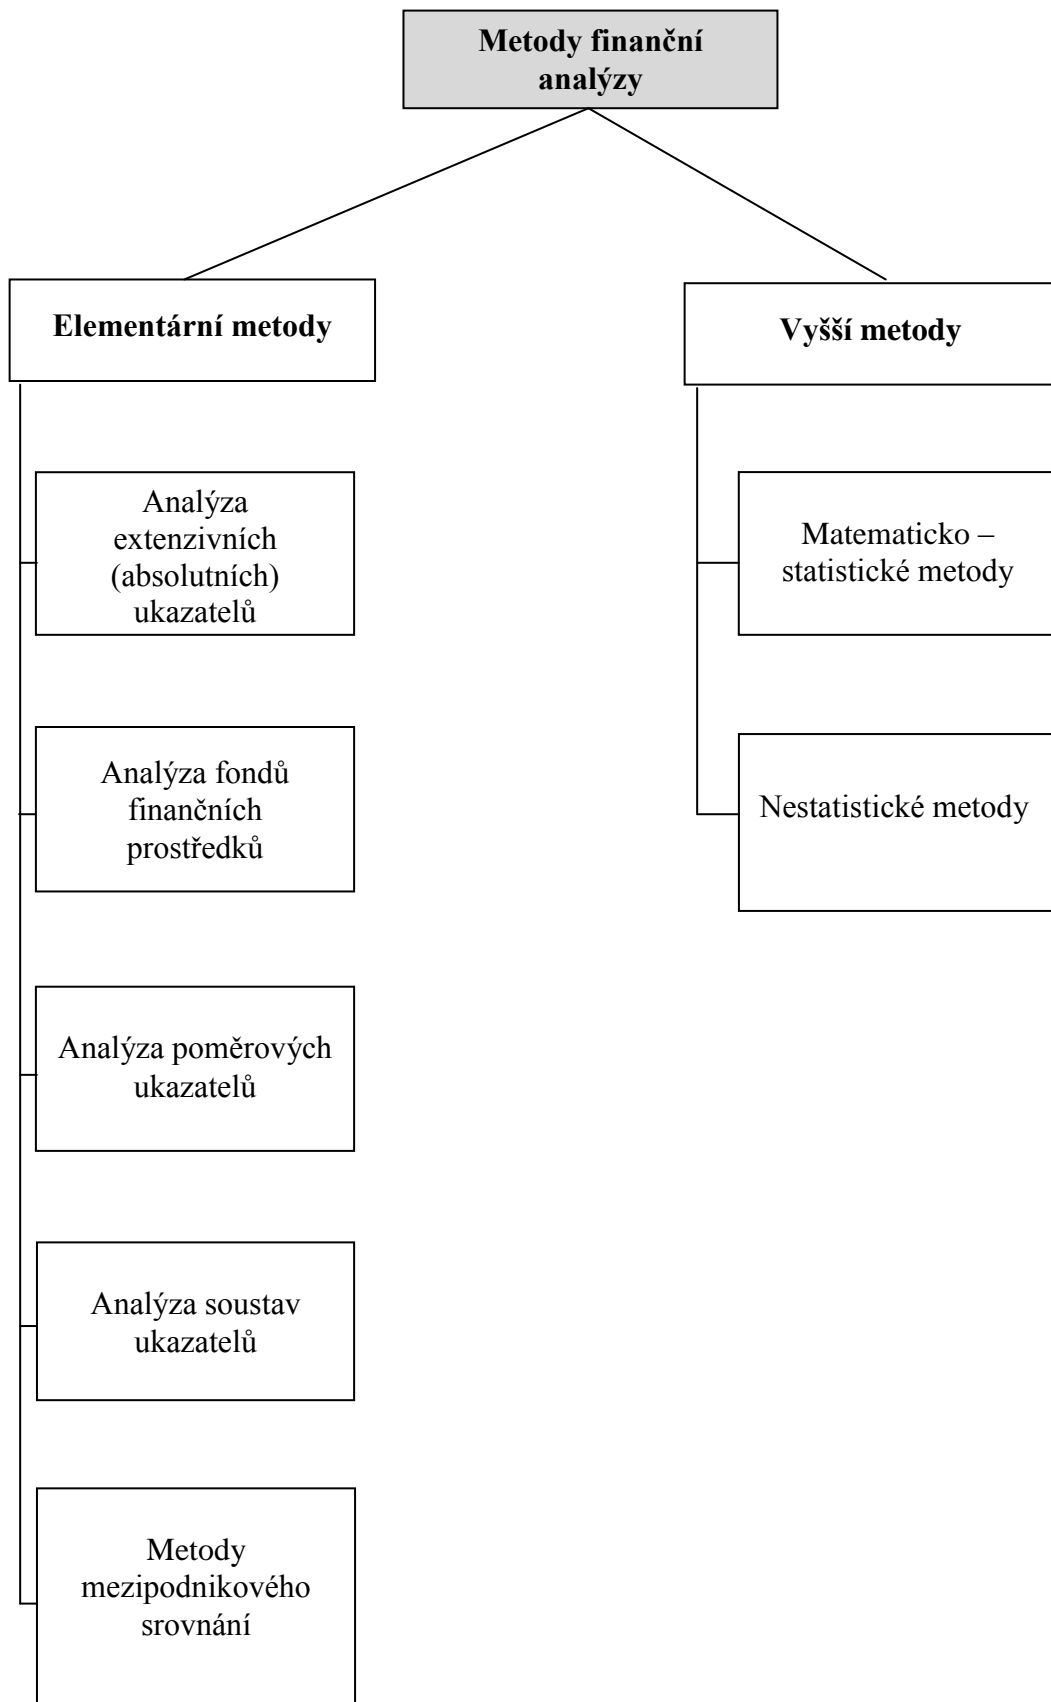 Metody finanční
analýzy
Elementární metody
Vyšší metody
Analýza
extenzivních
(absolutních)
ukazatelů
Matematicko –
statistické metody
Analýza fondů
finančních
prostředků
Nestatistické metody
Analýza poměrových
ukazatelů
Analýza soustav
ukazatelů
Metody
mezipodnikového
srovnání